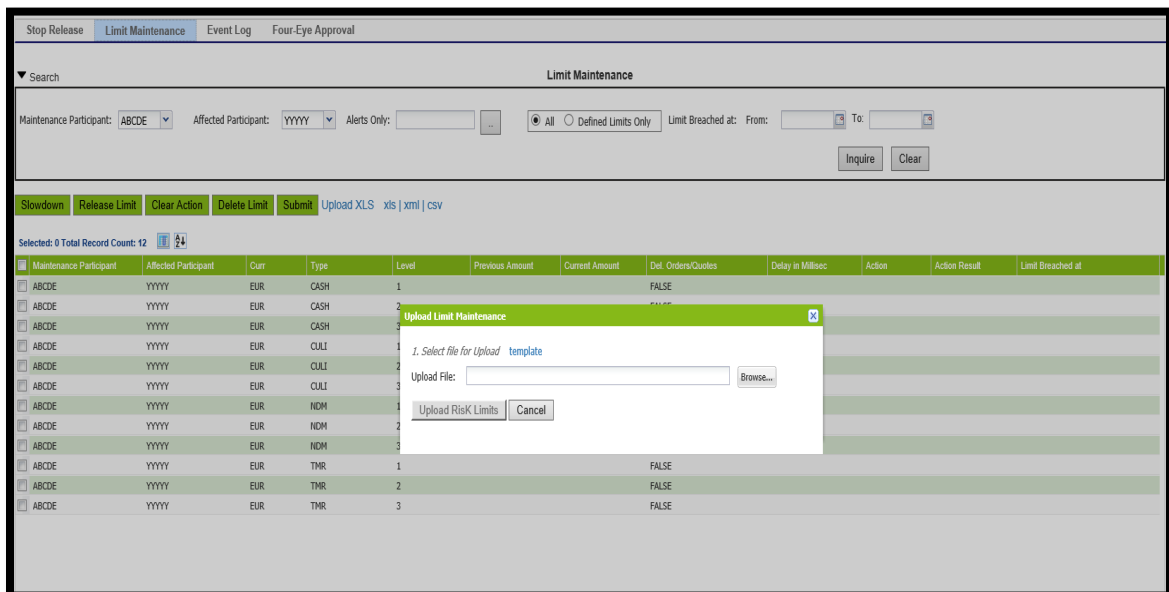 Stop Release Limit Maintenance Event Log Four-Eye Approval
Search Limit Maintenance
Maintenance Participant: ABCDE Affected Participant: YYYYY Alerts Only: .. All Defined Limits Only Limit Breached at: From: To:
Inquire Clear
Slowdown Release Limit Clear Action Delete Limit Submit Upload XLS xls | xml | csv
Selected: 0 Total Record Count: 12
Maintenance Participant Affected Participant Curr Type Level Previous Amount Current Amount Del. Orders/Quotes Delay in Millisec Action Action Result Limit Breached at
ABCDE YYYYY EUR CASH 1 FALSE
ABCDE YYYYY EUR CASH 2
ABCDE YYYYY EUR CASH 3
ABCDE YYYYY EUR CULI 1
ABCDE YYYYY EUR CULI 2
ABCDE YYYYY EUR CULI 3
ABCDE YYYYY EUR NDM 1
ABCDE YYYYY EUR NDM 2
ABCDE YYYYY EUR NDM 3
ABCDE YYYYY EUR TMR 1 FALSE
ABCDE YYYYY EUR TMR 2 FALSE
ABCDE YYYYY EUR TMR 3 FALSE
Upload Limit Maintenance
1. Select file for Upload template
Upload File: Browse...
Upload RisK Limits Cancel